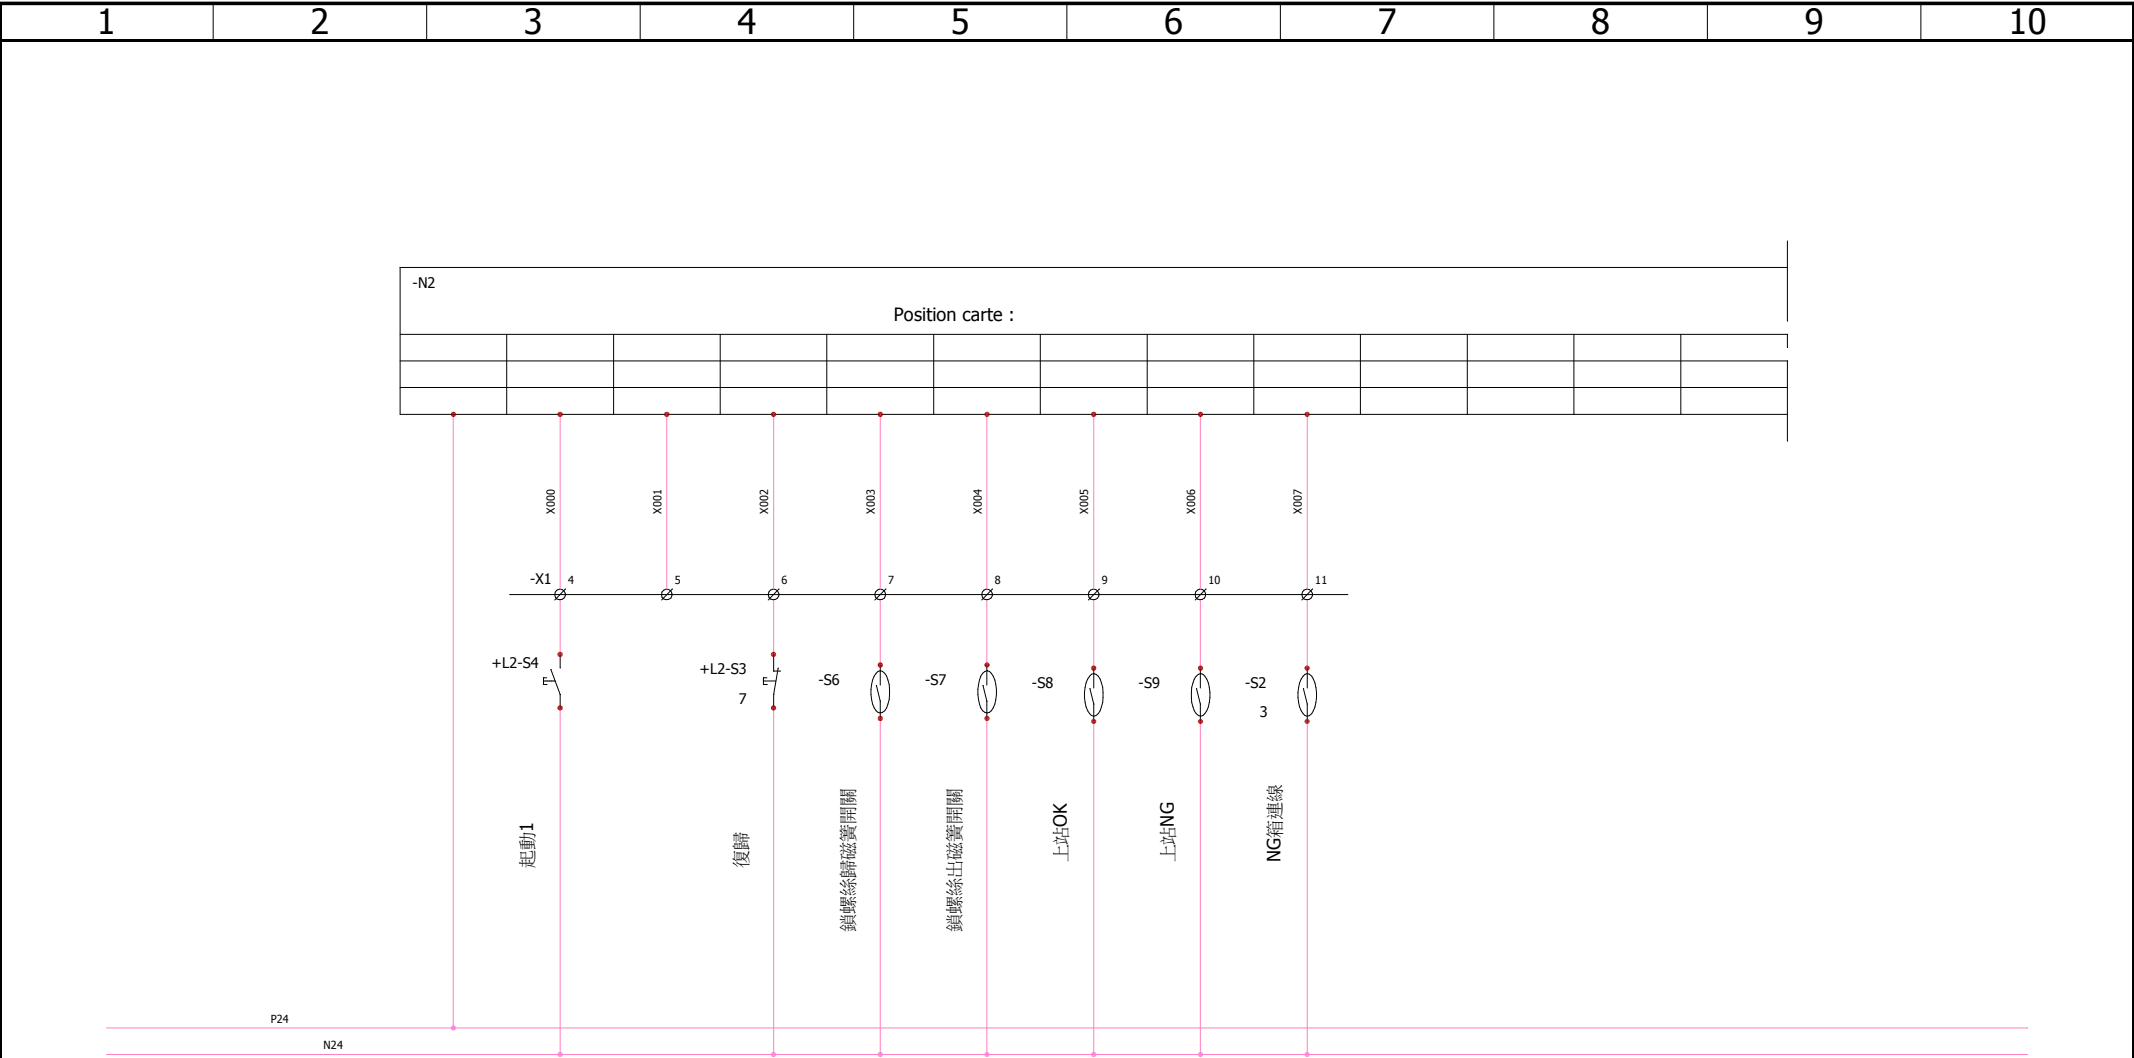 1 2 3 4 5 6 7 8 9 10
-N2
Position carte :
X000 X001 X002 X003 X004 X005 X006 X007
-X1 4 5 6 7 8 9 10 11
+L2-S4
+L2-S3
7
-S6
-S7
-S8
-S9
-S2
3
起動1
復歸
鎖螺絲歸磁簧開關
鎖螺絲出磁簧開關
上站OK
上站NG
NG箱連線
P24
N24